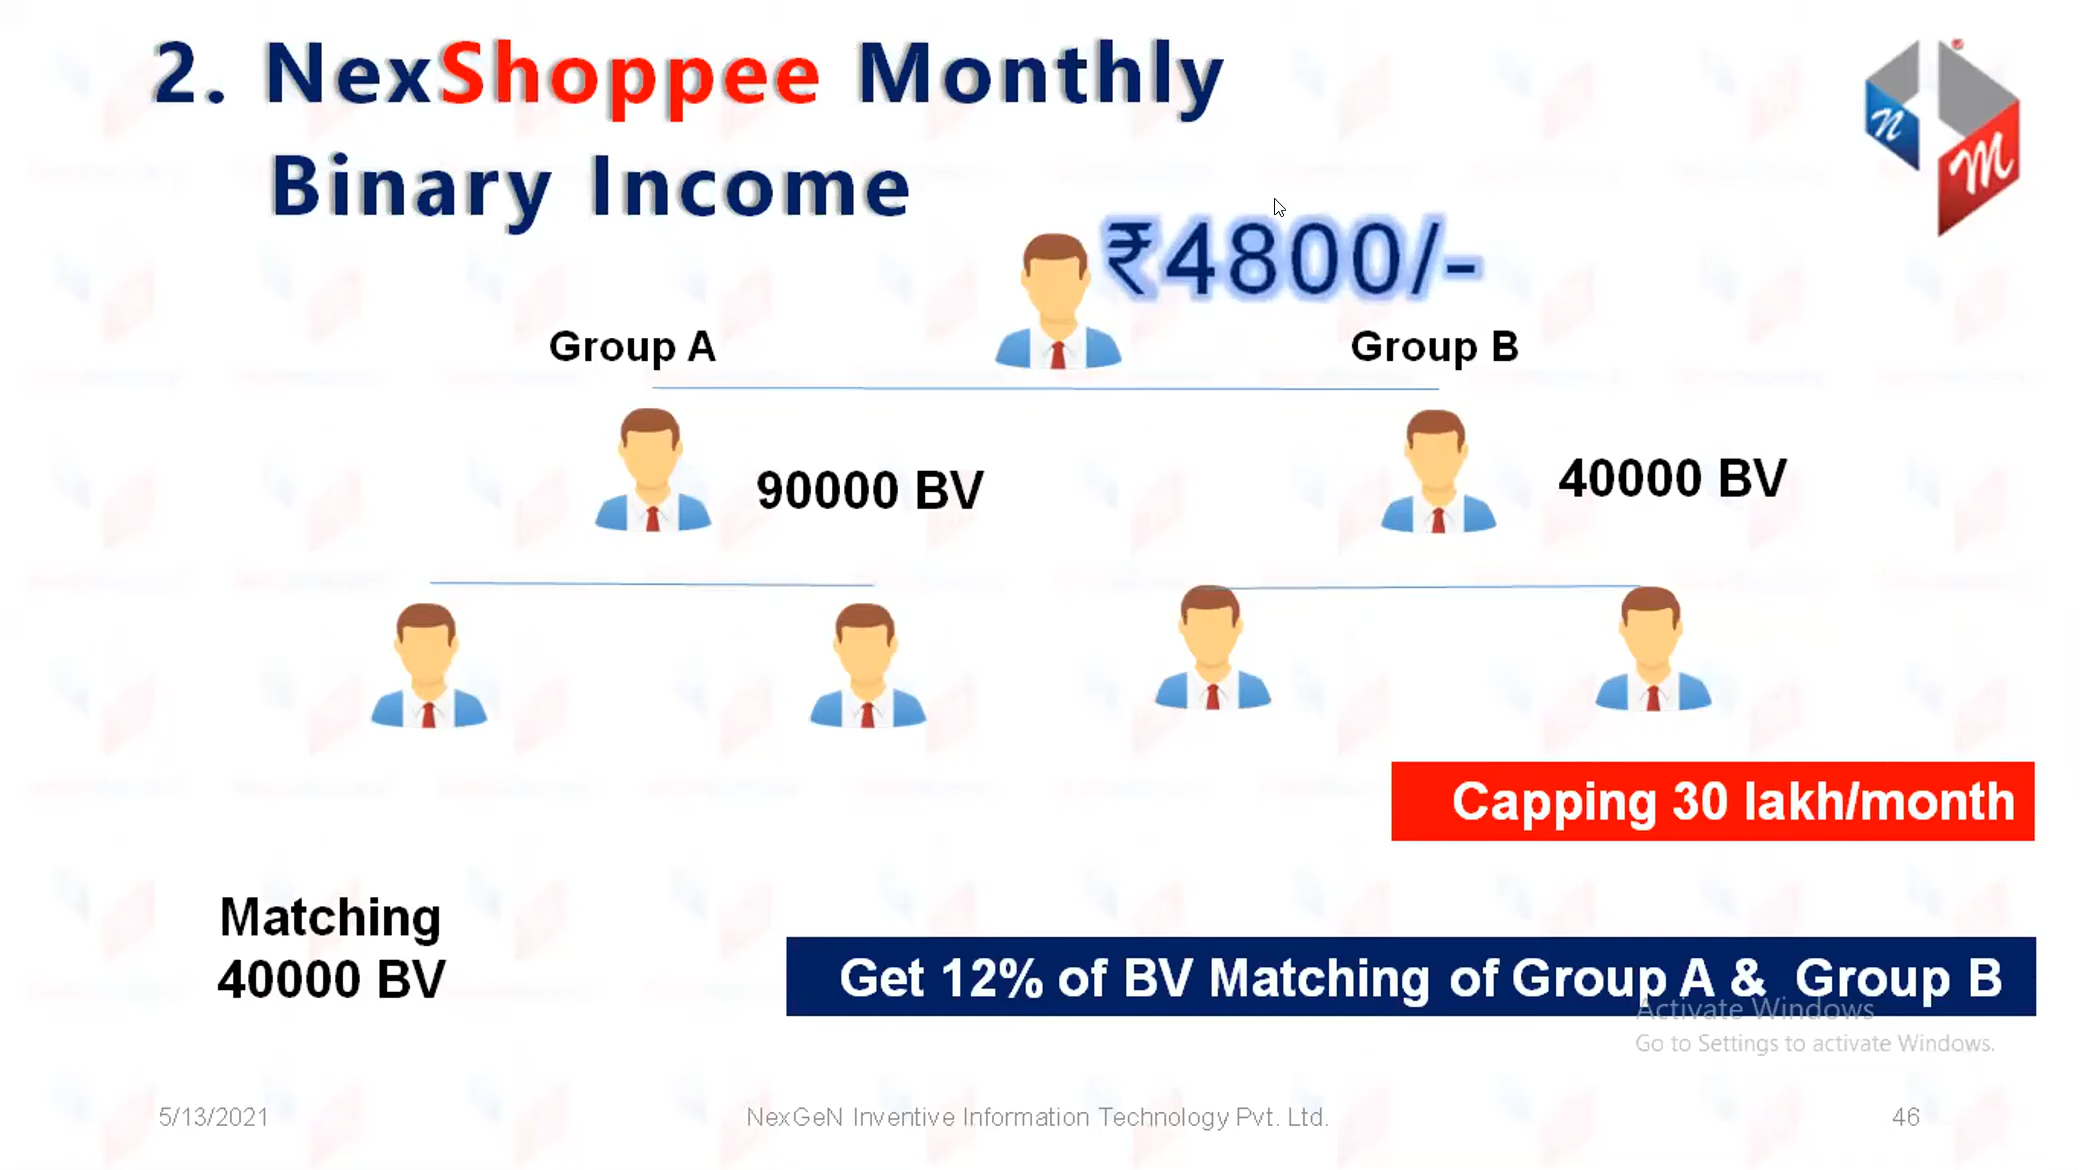 2. NexShoppee Monthly
Binary Income
₹4800/-
Group A
Group B
90000 BV
40000 BV
Capping 30 lakh/month
Matching
40000 BV
Get 12% of BV Matching of Group A & Group B
Activate Windows
Go to Settings to activate Windows.
5/13/2021
NexGeN Inventive Information Technology Pvt. Ltd.
46
n
m